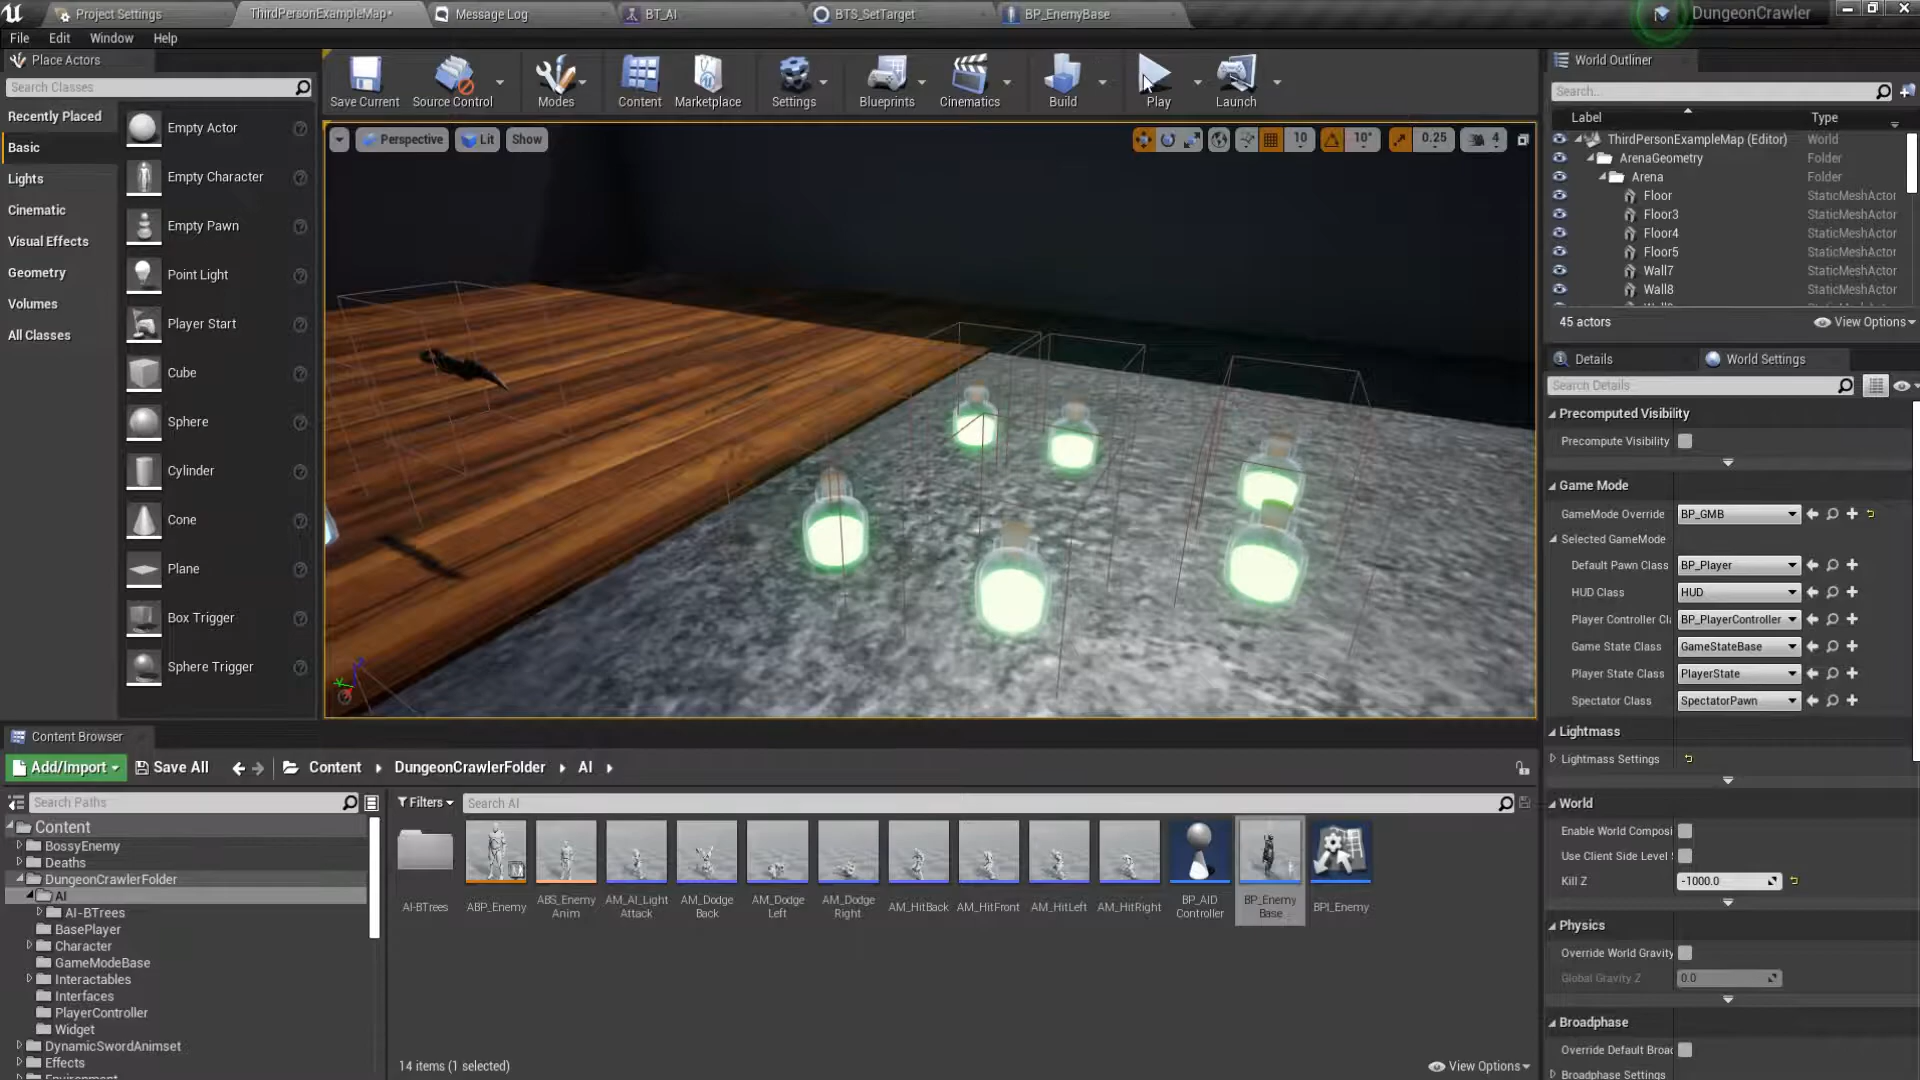 Project Settings
ThirdPersonExampleMap*
Message Log
BT_AI
BTS_SetTarget
BP_EnemyBase
DungeonCrawler
File Edit Window Help
Place Actors
Search Classes
Recently Placed
Basic
Lights
Cinematic
Visual Effects
Geometry
Volumes
All Classes
Empty Actor
Empty Character
Empty Pawn
Point Light
Player Start
Cube
Sphere
Cylinder
Cone
Plane
Box Trigger
Sphere Trigger
Save Current
Source Control
Modes
Content
Marketplace
Settings
Blueprints
Cinematics
Build
Play
Launch
Perspective
Lit
Show
10
10°
0.25
4
World Outliner
Search...
Label Type
ThirdPersonExampleMap (Editor) World
ArenaGeometry Folder
Arena Folder
Floor StaticMeshActor
Floor3 StaticMeshActor
Floor4 StaticMeshActor
Floor5 StaticMeshActor
Wall7 StaticMeshActor
Wall8 StaticMeshActor
45 actors
View Options
Details
World Settings
Search Details
Precomputed Visibility
Precompute Visibility
Game Mode
GameMode Override BP_GMB
Selected GameMode
Default Pawn Class BP_Player
HUD Class HUD
Player Controller Cl BP_PlayerController
Game State Class GameStateBase
Player State Class PlayerState
Spectator Class SpectatorPawn
Lightmass
Lightmass Settings
World
Enable World Composi
Use Client Side Level
Kill Z -1000.0
Physics
Override World Gravity
Global Gravity Z 0.0
Broadphase
Override Default Broad
Broadphase Settings
Content Browser
Add/Import
Save All
Content
DungeonCrawlerFolder
AI
Search Paths
Filters
Search AI
Content
BossyEnemy
Deaths
DungeonCrawlerFolder
AI
AI-BTrees
BasePlayer
Character
GameModeBase
Interactables
Interfaces
PlayerController
Widget
DynamicSwordAnimset
Effects
AI-BTrees
ABP_Enemy
ABS_Enemy
Anim
AM_AI_Light
Attack
AM_Dodge
Back
AM_Dodge
Left
AM_Dodge
Right
AM_HitBack
AM_HitFront
AM_HitLeft
AM_HitRight
BP_AID
Controller
BP_Enemy
Base
BPI_Enemy
14 items (1 selected)
View Options